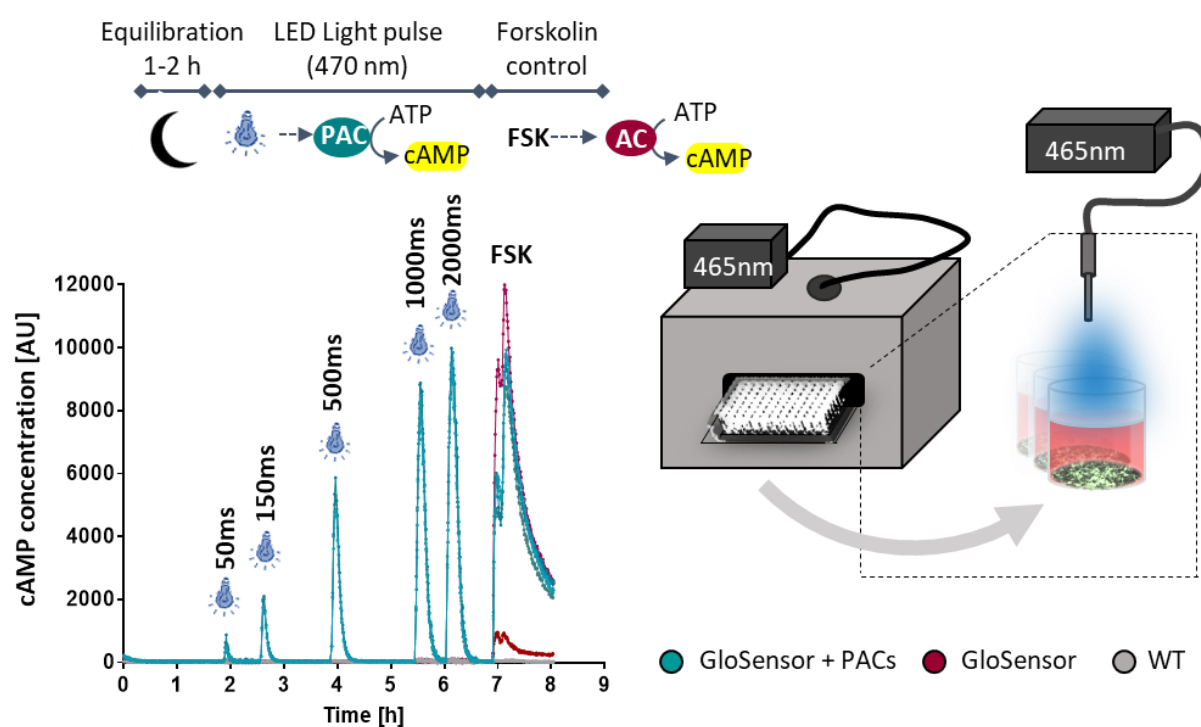 Equilibration
1-2 h
LED Light pulse
(470 nm)
Forskolin
control
PAC
ATP
cAMP
FSK
AC
ATP
cAMP
465nm
465nm
50ms
150ms
500ms
1000ms
2000ms
FSK
cAMP concentration [AU]
12000
10000
8000
6000
4000
2000
0
0 1 2 3 4 5 6 7 8 9
Time [h]
GloSensor + PACs
GloSensor
WT